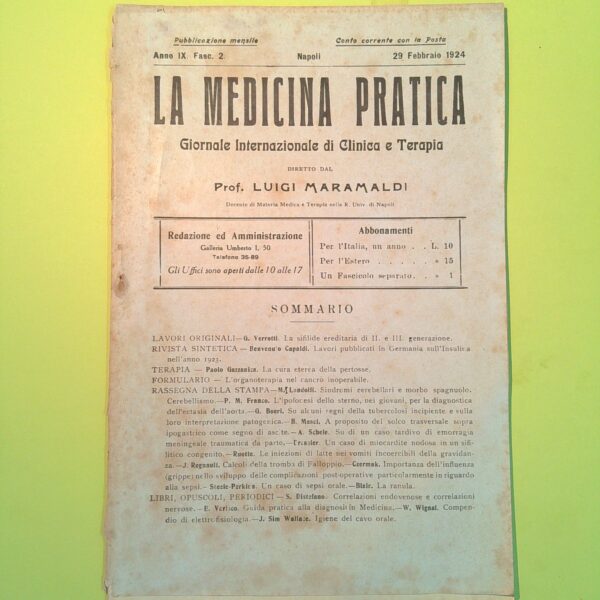 Pubblicazione mensile Conto corrente con la Posta
Anno IX. Fasc. 2. Napoli 29 Febbraio 1924
LA MEDICINA PRATICA
Giornale Internazionale di Clinica e Terapia
DIRETTO DAL
Prof. LUIGI MARAMALDI
Docente di Materia Medica e Terapia nella R. Univ. di Napoli
Redazione ed Amministrazione
Galleria Umberto I, 50
Telefono 35-89
Gli Uffici sono aperti dalle 10 alle 17
Abbonamenti
Per l'Italia, un anno . . L. 10
Per l'Estero . . . . . . » 15
Un Fascicolo separato. . » 1
SOMMARIO
LAVORI ORIGINALI—G. Verrotti. La sifilide ereditaria di II. e III. generazione.
RIVISTA SINTETICA — Benvenuto Capaldi. Lavori pubblicati in Germania sull'Insulica
nell'anno 1923.
TERAPIA — Paolo Gazzaniga. La cura eterea della pertosse.
FORMULARIO — L'organoterapia nel cancro inoperabile.
RASSEGNA DELLA STAMPA—M. Landolfi. Sindromi cerebellari e morbo spagnuolo.
Cerebellismo.—P. M. Franco. L'ipofocesi dello sterno, nei giovani, per la diagnostica
dell'ectasia dell'aorta.—G. Boeri. Su alcuni segni della tubercolosi incipiente e sulla
loro interpretazione patogenica.— B. Masci. A proposito del solco trasversale sopra
ipogastrico come segno di ascite.— A. Scheie. Su di un caso tardivo di emorragia
meningeale traumatica da parto.— Un caso di miocardite nodosa in un sifi-
litico congenito.— Ruotte. Le iniezioni di latte nei vomiti incoercibili della gravidan-
za.—J. Regnault. Calcoli della tromba di Falloppio.—Czermak. Importanza dell'influenza
(grippe) nello sviluppo delle complicazioni post-operative particolarmente in riguardo
alla sepsi.— Steele-Perkins. Un caso di sepsi orale.— Blair. La ranula.
LIBRI, OPUSCOLI, PERIODICI — S. Distefano. Correlazioni endovenose e correlazioni
nervose.— E. Verlico. Guida pratica alla diagnosi in Medicina.— W. Wignal. Compen-
dio di elettrofisiologia.—J. Sim Wallace. Igiene del cavo orale.